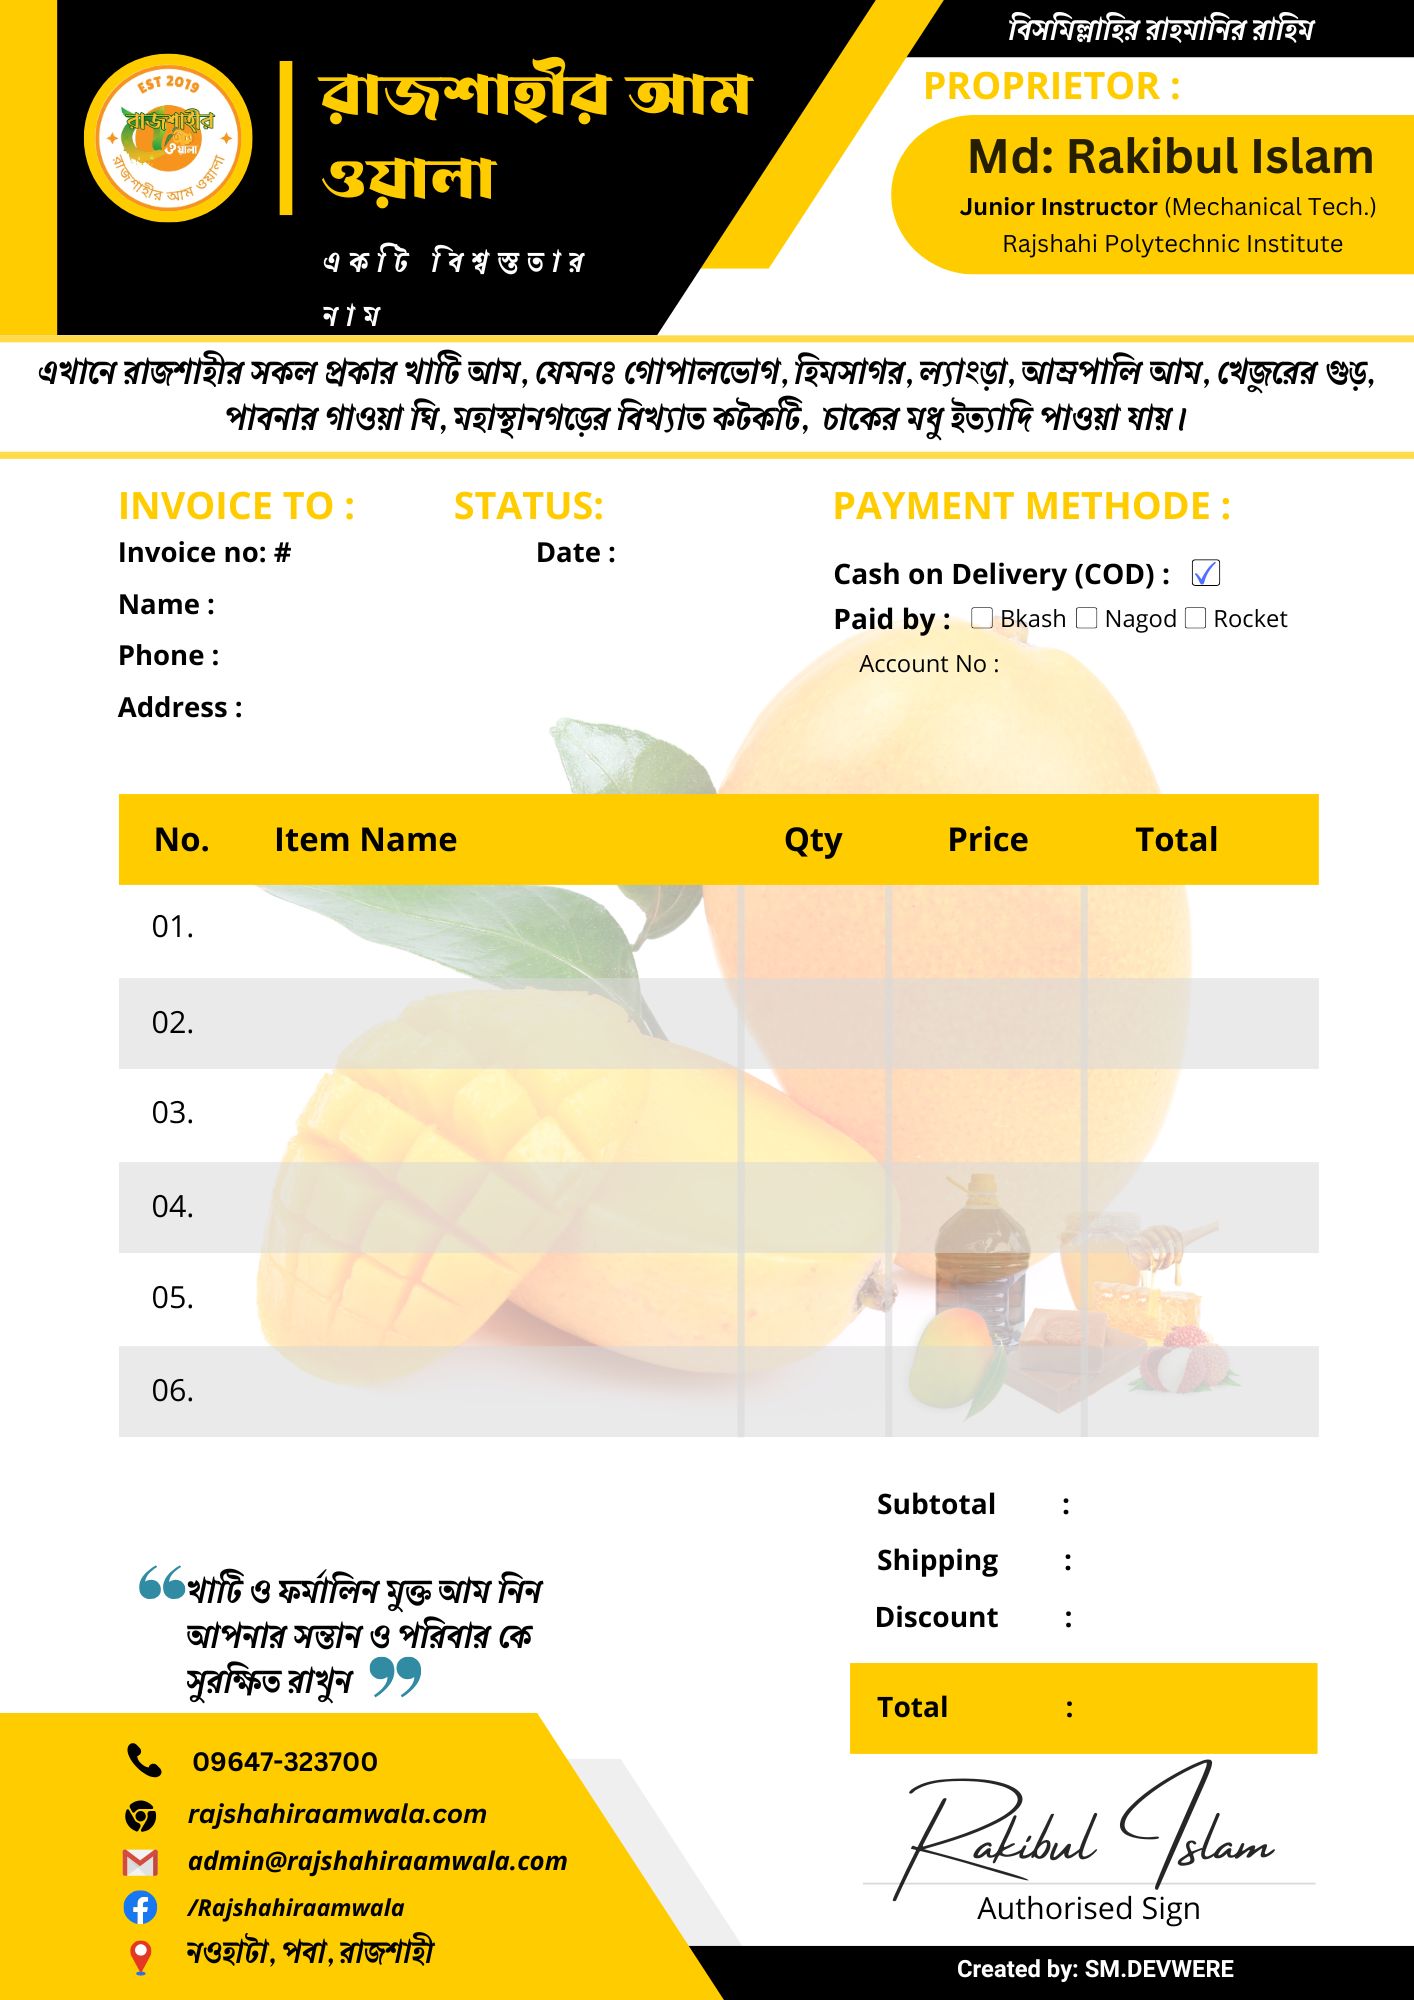 বিসমিল্লাহির রাহমানির রাহিম
EST 2019
রাজশাহীর
আম
ওয়ালা
রাজশাহীর আম ওয়ালা
রাজশাহীর আম
ওয়ালা
একটি বিশ্বস্ততার
নাম
PROPRIETOR :
Md: Rakibul Islam
Junior Instructor (Mechanical Tech.)
Rajshahi Polytechnic Institute
এখানে রাজশাহীর সকল প্রকার খাটি আম, যেমনঃ গোপালভোগ, হিমসাগর, ল্যাংড়া, আম্রপালি আম, খেজুরের গুড়,
পাবনার গাওয়া ঘি, মহাস্থানগড়ের বিখ্যাত কটকটি, চাকের মধু ইত্যাদি পাওয়া যায়।
INVOICE TO : STATUS: PAYMENT METHODE :
Invoice no: # Date :
Cash on Delivery (COD) : ☑
Name :
Paid by : ☐ Bkash ☐ Nagod ☐ Rocket
Phone :
Account No :
Address :
No. Item Name Qty Price Total
01.
02.
03.
04.
05.
06.
Subtotal :
Shipping :
Discount :
Total :
“খাটি ও ফর্মালিন মুক্ত আম নিন
আপনার সন্তান ও পরিবার কে
সুরক্ষিত রাখুন ”
09647-323700
rajshahiraamwala.com
admin@rajshahiraamwala.com
/Rajshahiraamwala
নওহাটা, পবা, রাজশাহী
Rakibul Islam
Authorised Sign
Created by: SM.DEVWERE